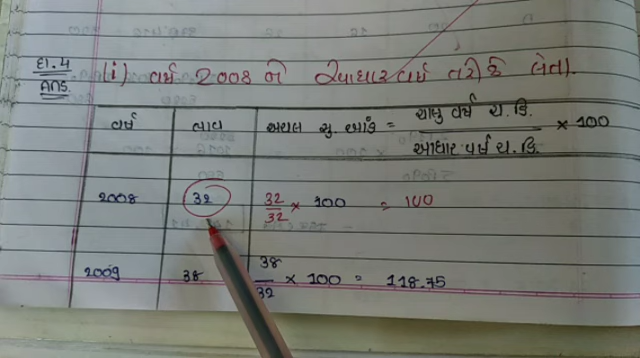 દા.4 (i) વર્ષ 2008 ને આધાર વર્ષ તરીકે લેતા.
Ans.
વર્ષ ભાવ અચલ સૂ. આંક = ચાલુ વર્ષ ચ. કિ. / આધાર વર્ષ ચ. કિ. × 100
2008 32 32/32 × 100 = 100
2009 38 38/32 × 100 = 118.75